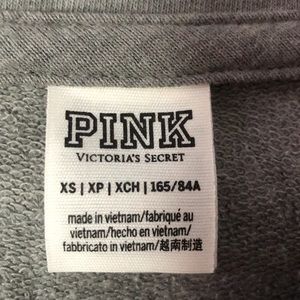 PINK
VICTORIA'S SECRET
XS | XP | XCH | 165/84A
made in vietnam/fabriqué au
vietnam/hecho en vietnam/
fabbricato in vietnam/越南制造